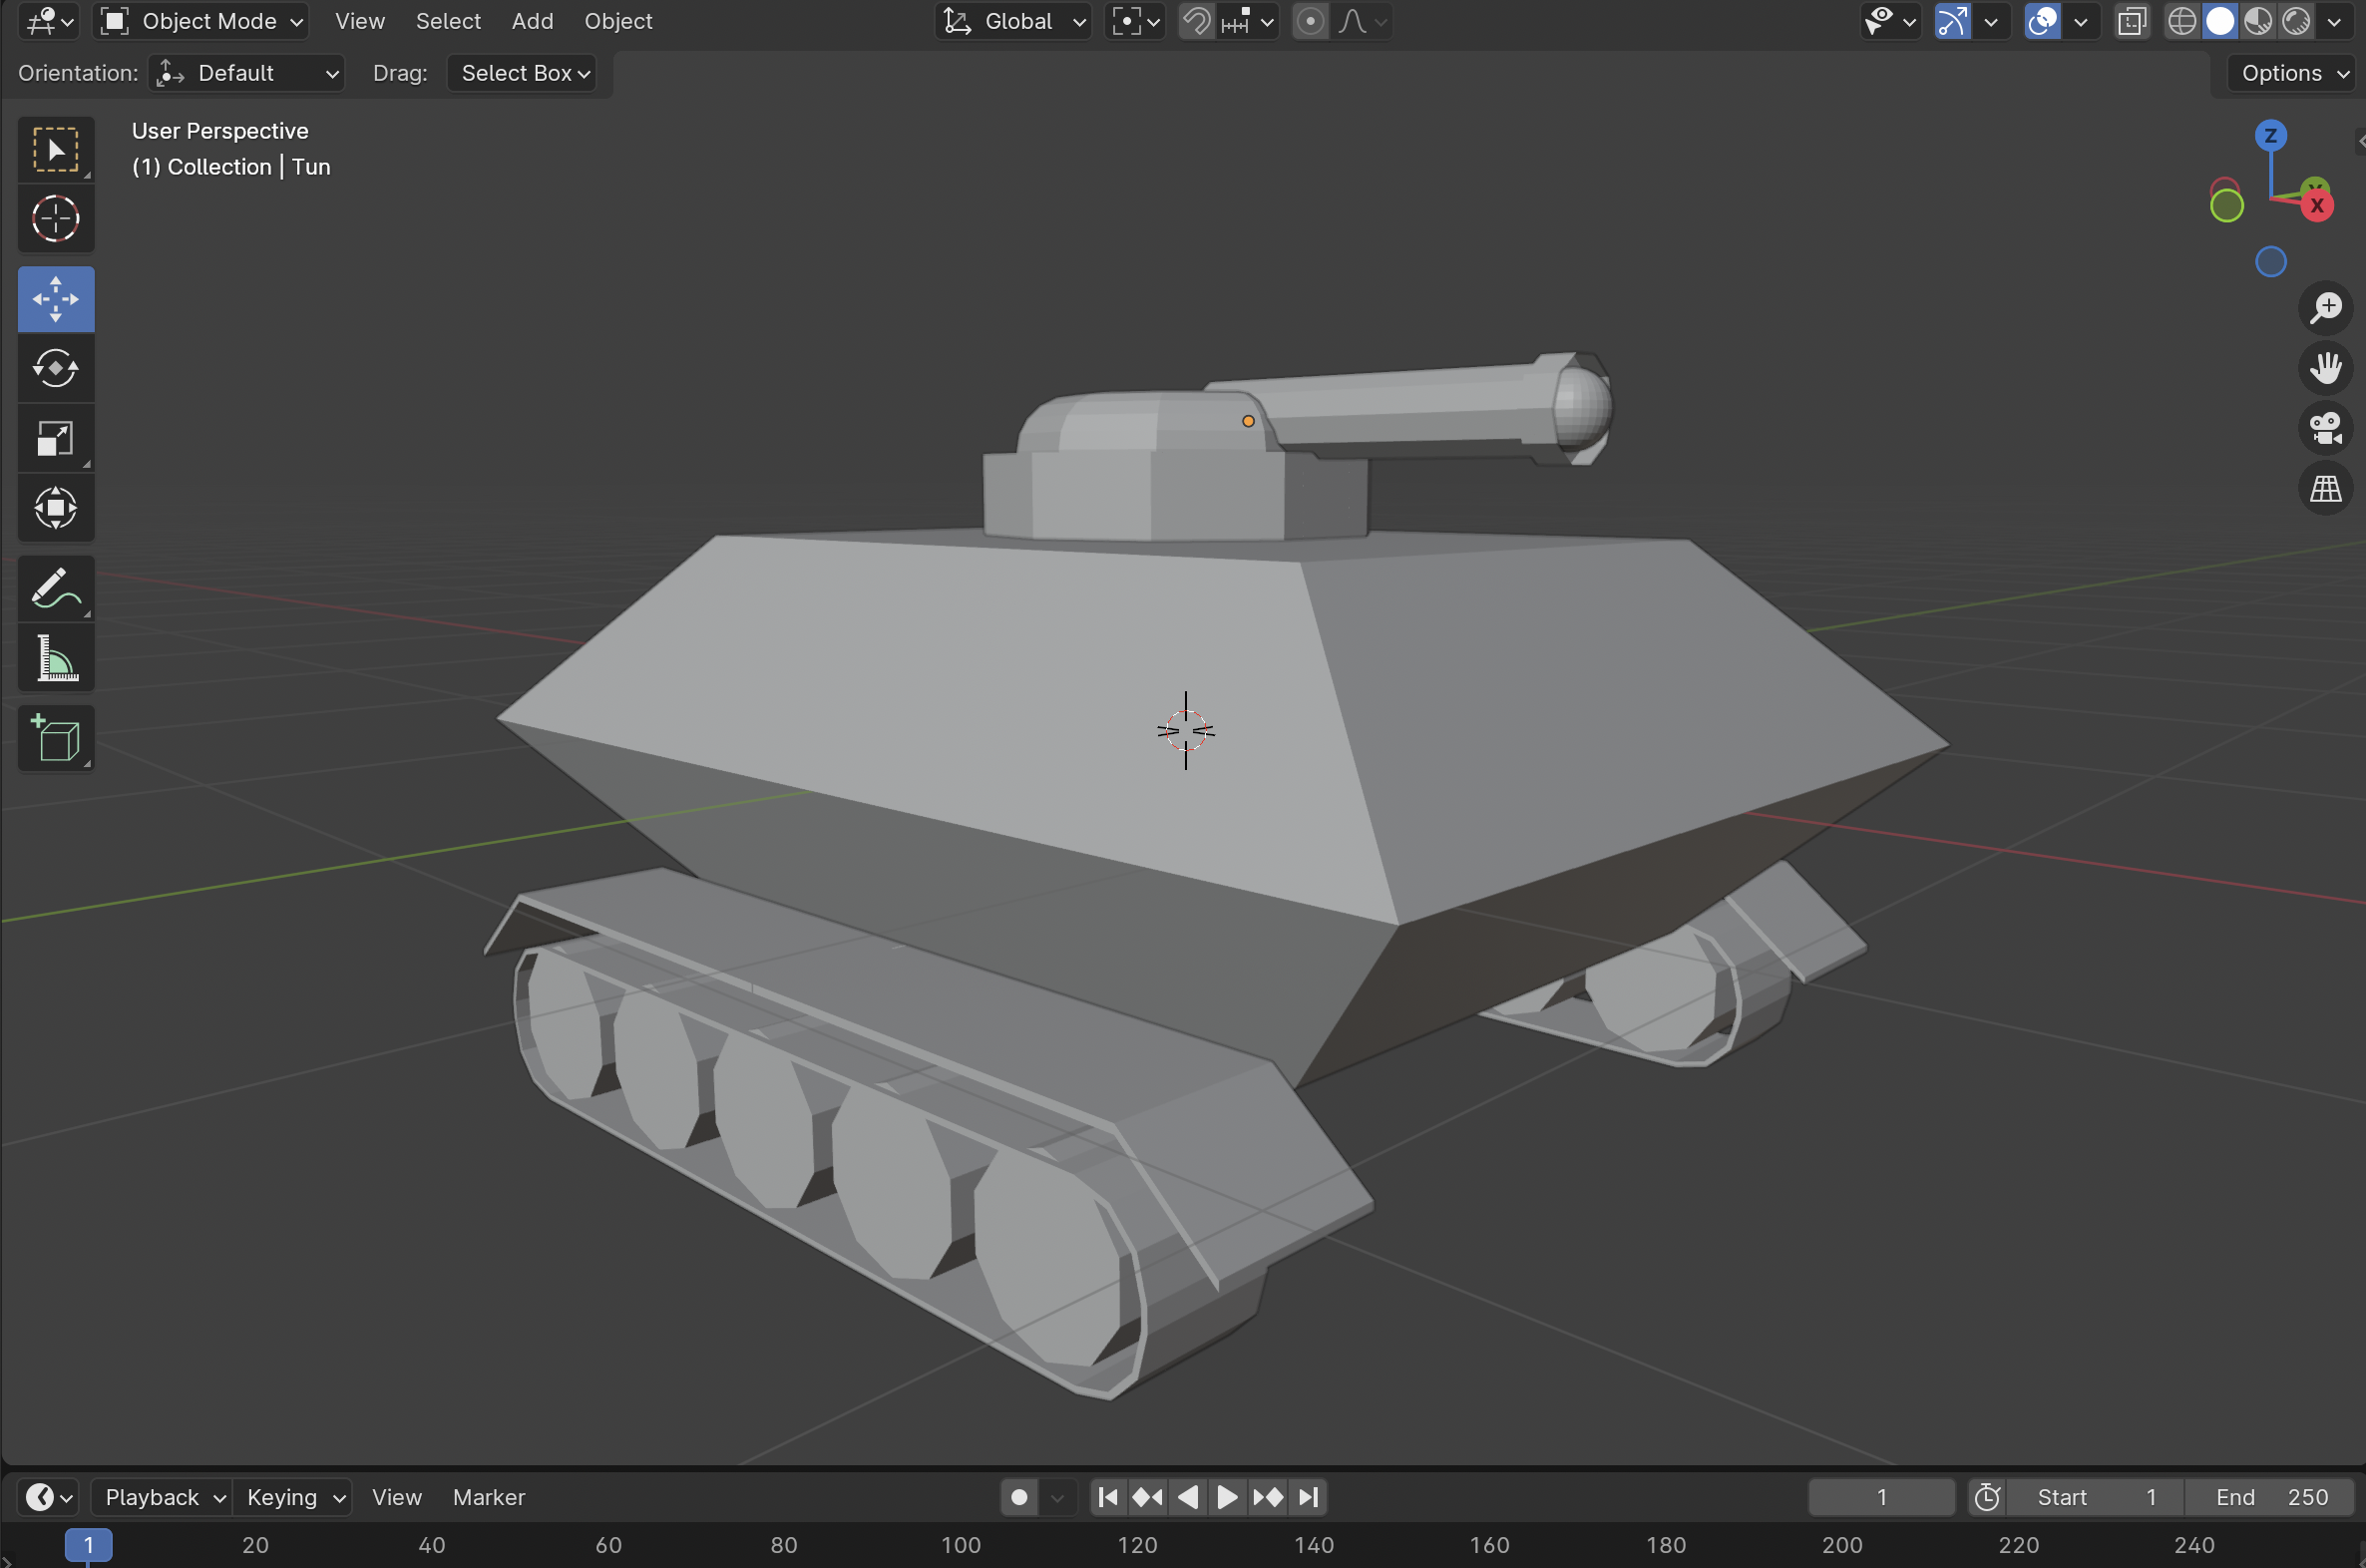 Object Mode View Select Add Object Global
Orientation: Default Drag: Select Box Options
User Perspective
(1) Collection | Tun
Z
Y
X
Playback Keying View Marker 1 Start 1 End 250
1 20 40 60 80 100 120 140 160 180 200 220 240